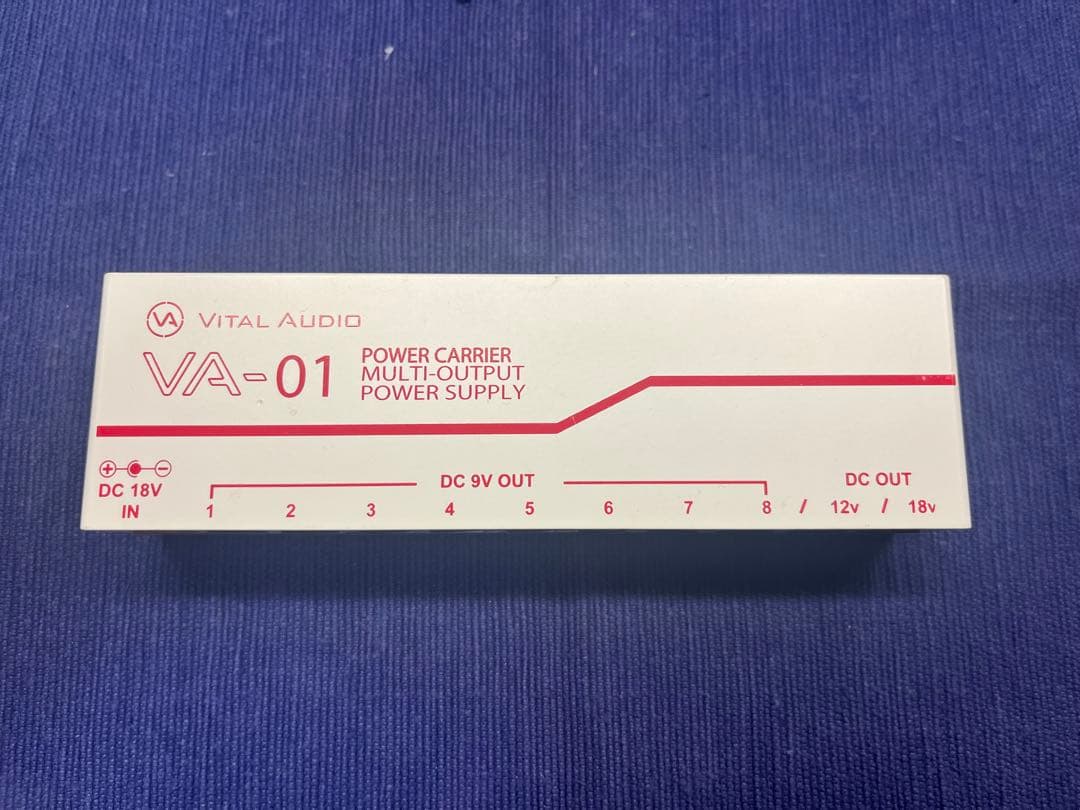 VA VITAL AUDIO
VA-01 POWER CARRIER
MULTI-OUTPUT
POWER SUPPLY
DC 18V
IN
DC 9V OUT
1 2 3 4 5 6 7 8
DC OUT
/ 12v / 18v